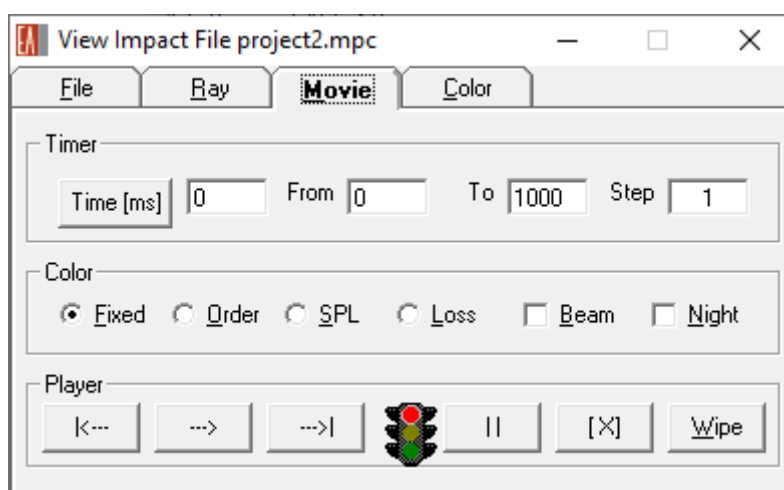 EA View Impact File project2.mpc
File Ray Movie Color
Timer
Time [ms] 0 From 0 To 1000 Step 1
Color
Fixed Order SPL Loss Beam Night
Player
|<--- ---> --->| || [X] Wipe